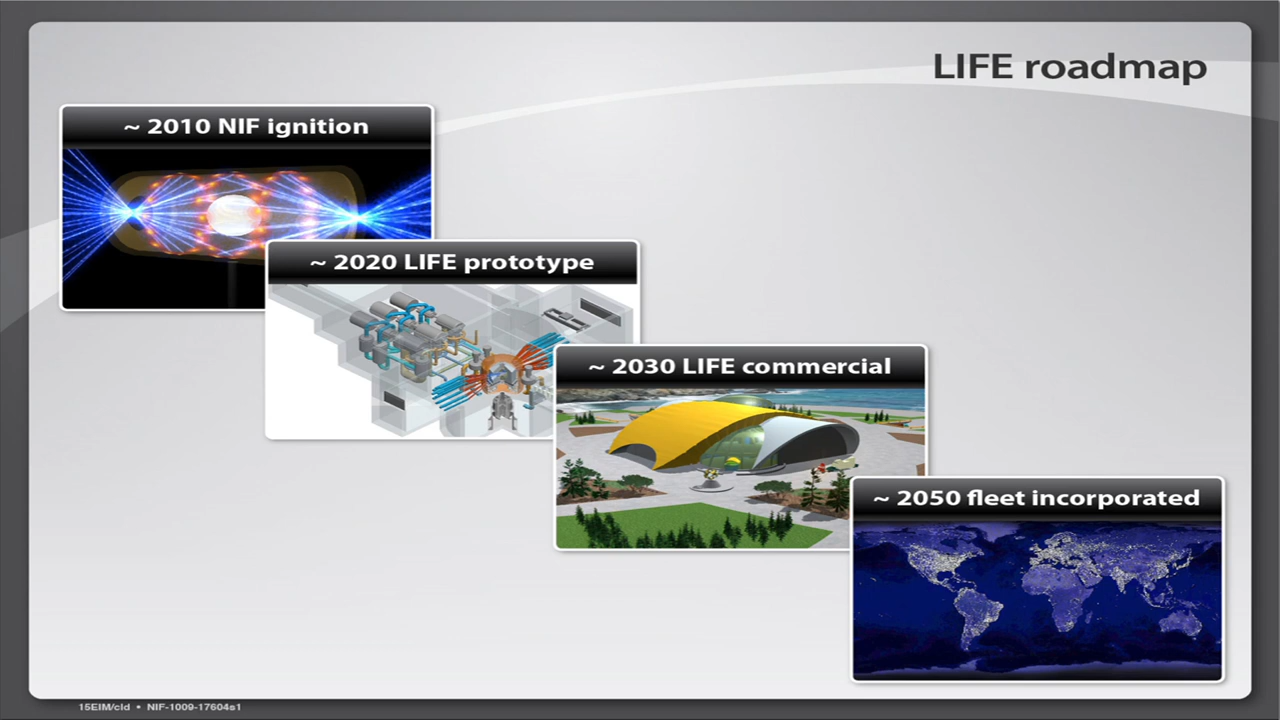 LIFE roadmap
~ 2010 NIF ignition
~ 2020 LIFE prototype
~ 2030 LIFE commercial
~ 2050 fleet incorporated
15EIM/cld • NIF-1009-17604s1